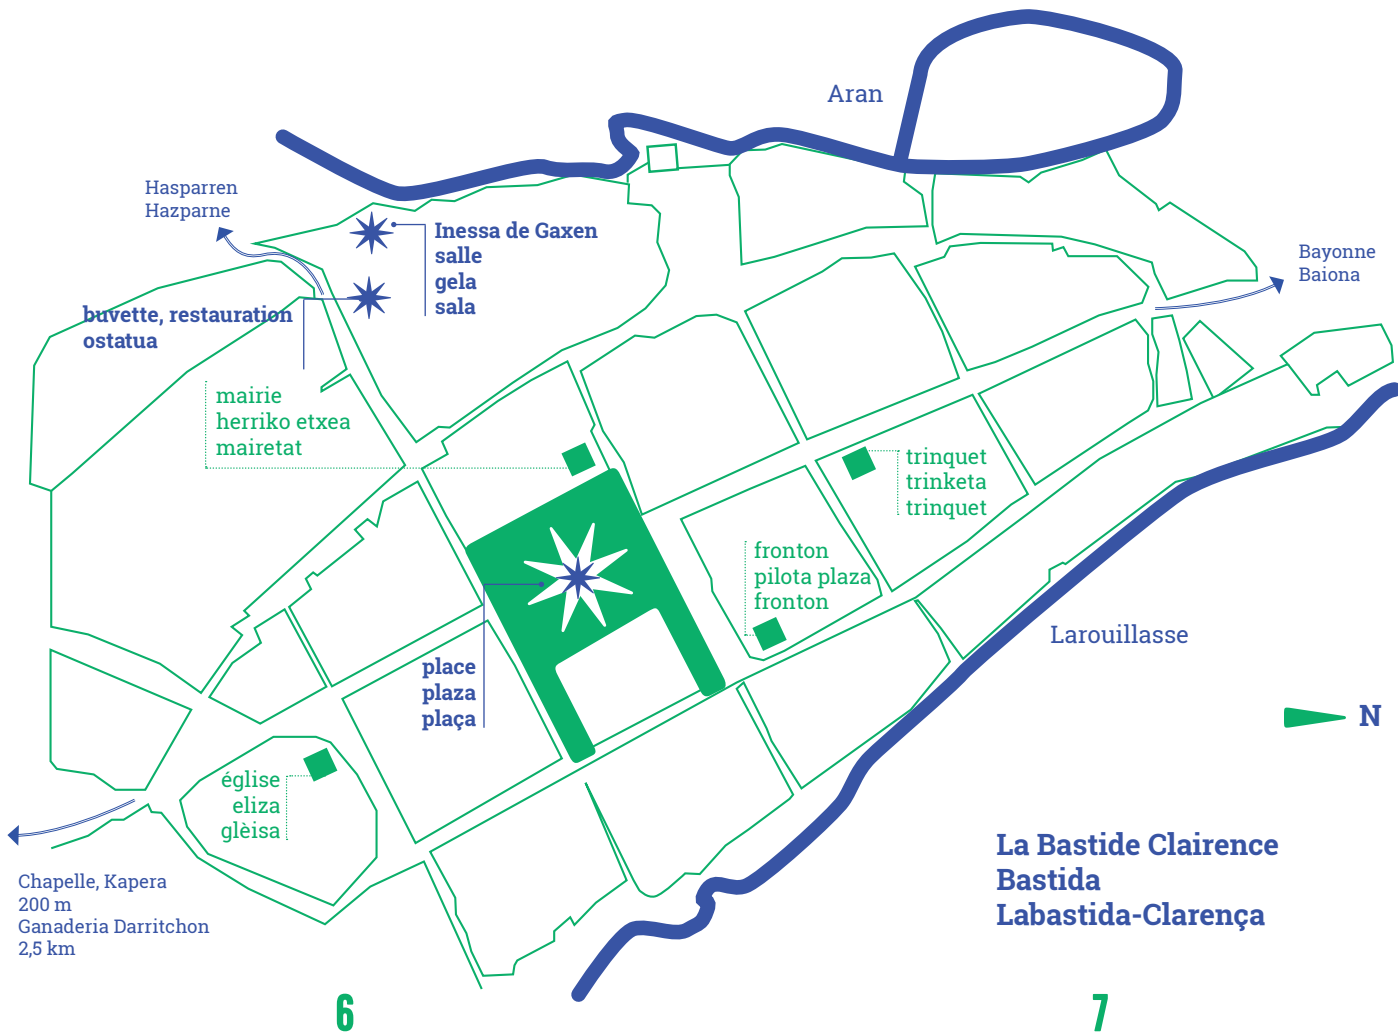 Aran
Hasparren
Hazparne
Inessa de Gaxen
salle
gela
sala
Bayonne
Baiona
buvette, restauration
ostatua
mairie
herriko etxea
mairetat
trinquet
trinketa
trinquet
fronton
pilota plaza
fronton
Larouillasse
place
plaza
plaça
N
église
eliza
glèisa
La Bastide Clairence
Bastida
Labastida-Clarença
Chapelle, Kapera
200 m
Ganaderia Darritchon
2,5 km
6
7